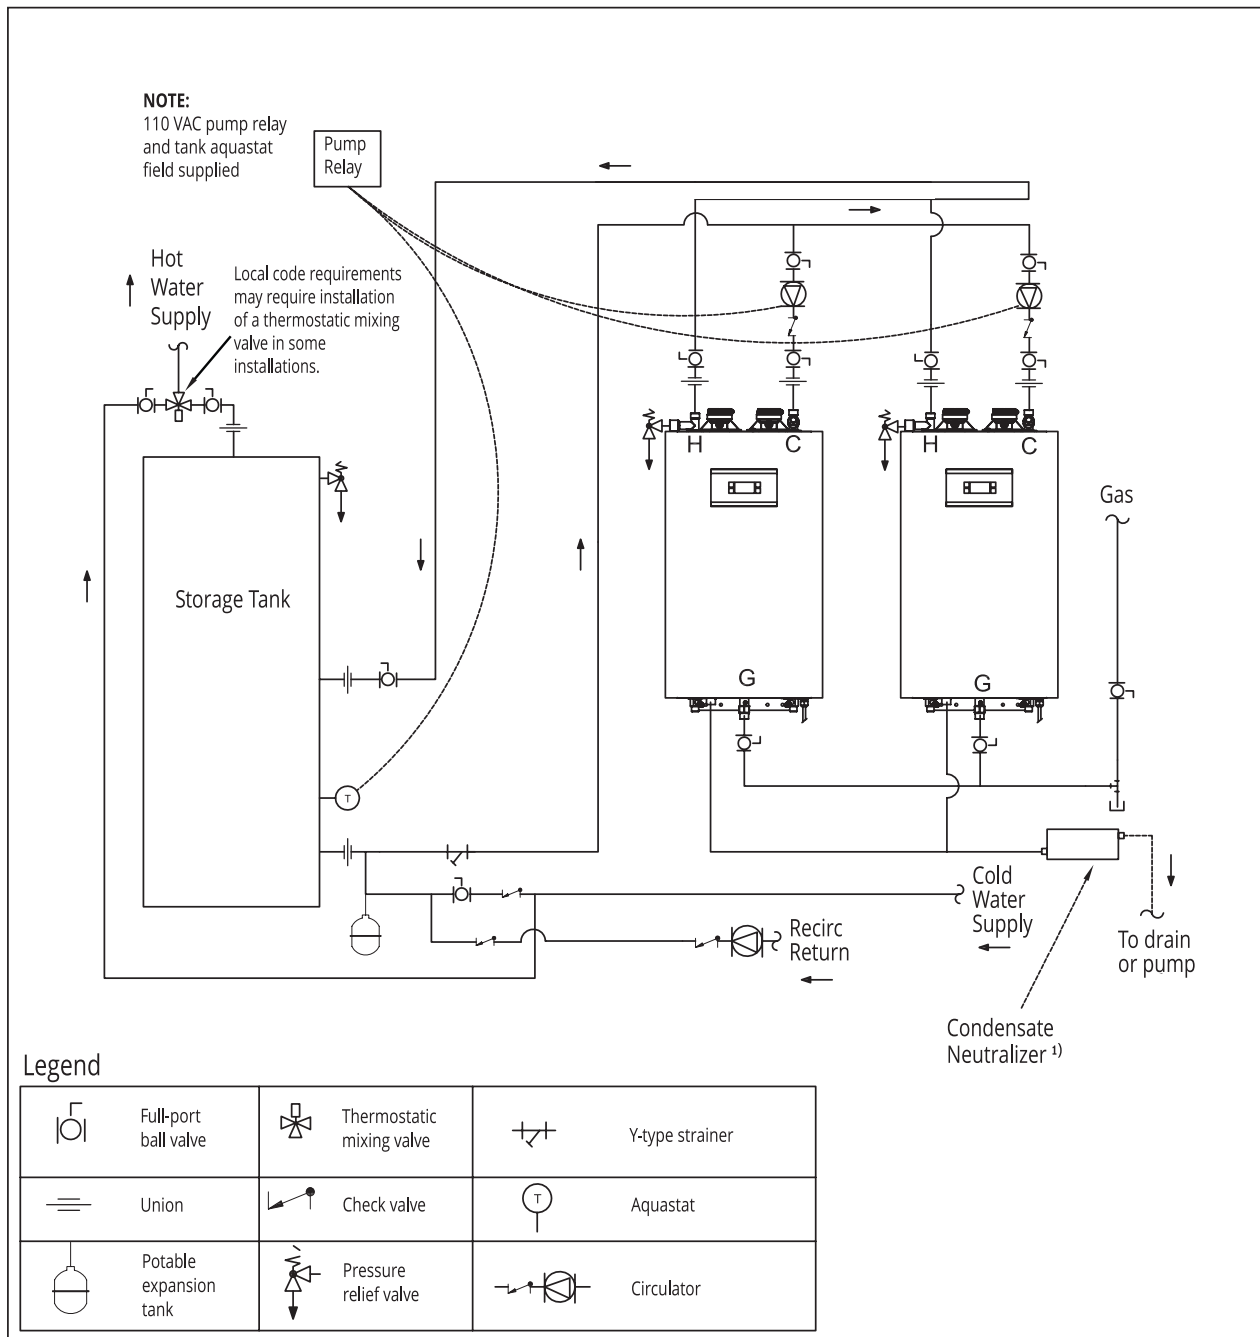 NOTE:
110 VAC pump relay
and tank aquastat
field supplied
Pump
Relay
Hot
Water
Supply
Local code requirements
may require installation
of a thermostatic mixing
valve in some
installations.
H
C
H
C
Gas
Storage Tank
G
G
T
Cold
Water
Supply
Recirc
Return
To drain
or pump
Condensate
Neutralizer ¹⁾
Legend
Full-port
ball valve
Thermostatic
mixing valve
Y-type strainer
Union
Check valve
T
Aquastat
Potable
expansion
tank
Pressure
relief valve
Circulator